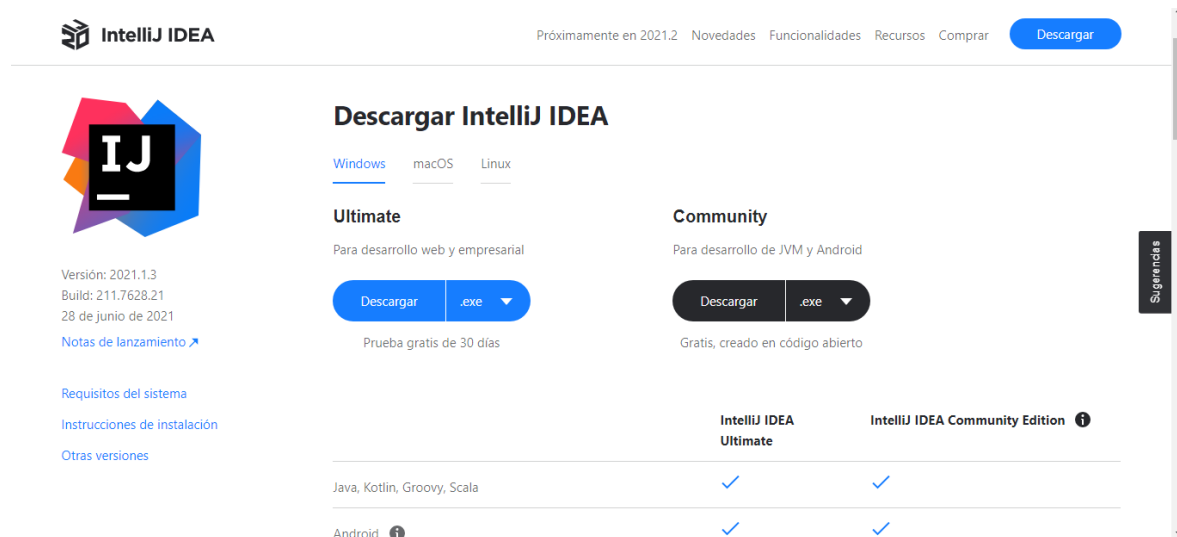 IntelliJ IDEA
Próximamente en 2021.2 Novedades Funcionalidades Recursos Comprar Descargar
IJ
Versión: 2021.1.3
Build: 211.7628.21
28 de junio de 2021
Notas de lanzamiento
Requisitos del sistema
Instrucciones de instalación
Otras versiones
Descargar IntelliJ IDEA
Windows macOS Linux
Ultimate
Para desarrollo web y empresarial
Descargar .exe
Prueba gratis de 30 días
Community
Para desarrollo de JVM y Android
Descargar .exe
Gratis, creado en código abierto
IntelliJ IDEA
Ultimate
IntelliJ IDEA Community Edition
Java, Kotlin, Groovy, Scala
Android
Sugerencias